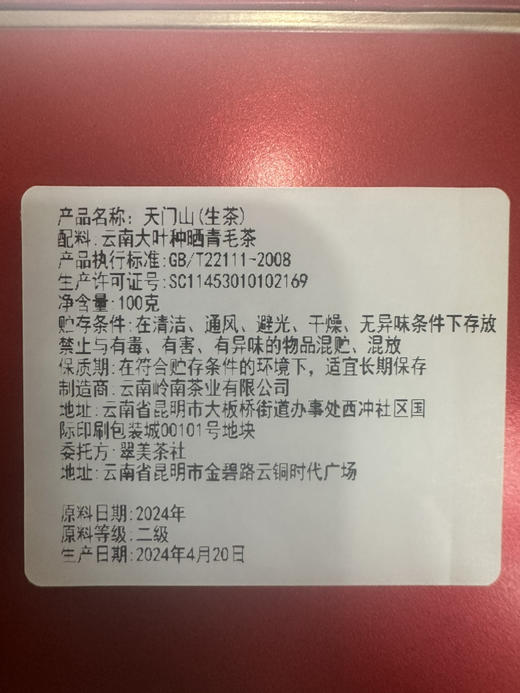 产品名称：天门山(生茶)
配料:云南大叶种晒青毛茶
产品执行标准:GB/T22111-2008
生产许可证号:SC11453010102169
净含量:100克
贮存条件:在清洁、通风、避光、干燥、无异味条件下存放
禁止与有毒、有害、有异味的物品混贮、混放
保质期:在符合贮存条件的环境下，适宜长期保存
制造商:云南岭南茶业有限公司
地址:云南省昆明市大板桥街道办事处西冲社区国
际印刷包装城00101号地块
委托方:翠美茶社
地址:云南省昆明市金碧路云铜时代广场
原料日期:2024年
原料等级:二级
生产日期:2024年4月20日